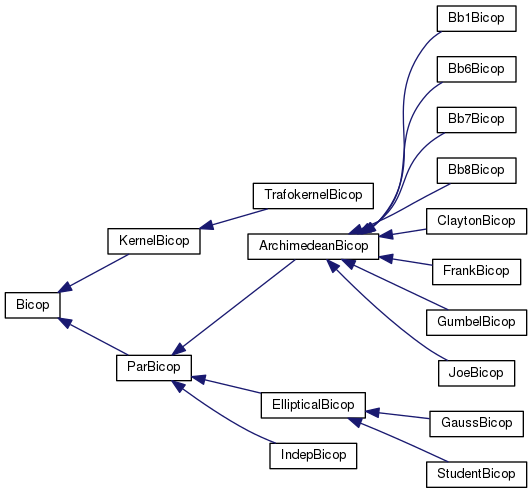 Bb1Bicop
Bb6Bicop
Bb7Bicop
Bb8Bicop
TrafokernelBicop
ClaytonBicop
KernelBicop
ArchimedeanBicop
FrankBicop
Bicop
GumbelBicop
ParBicop
JoeBicop
EllipticalBicop
GaussBicop
IndepBicop
StudentBicop